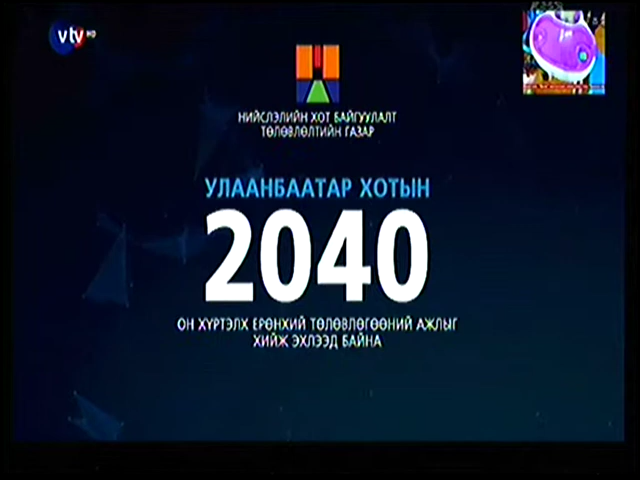 vtv HD
НИЙСЛЭЛИЙН ХОТ БАЙГУУЛАЛТ
ТӨЛӨВЛӨЛТИЙН ГАЗАР
УЛААНБААТАР ХОТЫН
2040
ОН ХҮРТЭЛХ ЕРӨНХИЙ ТӨЛӨВЛӨГӨӨНИЙ АЖЛЫГ
ХИЙЖ ЭХЛЭЭД БАЙНА